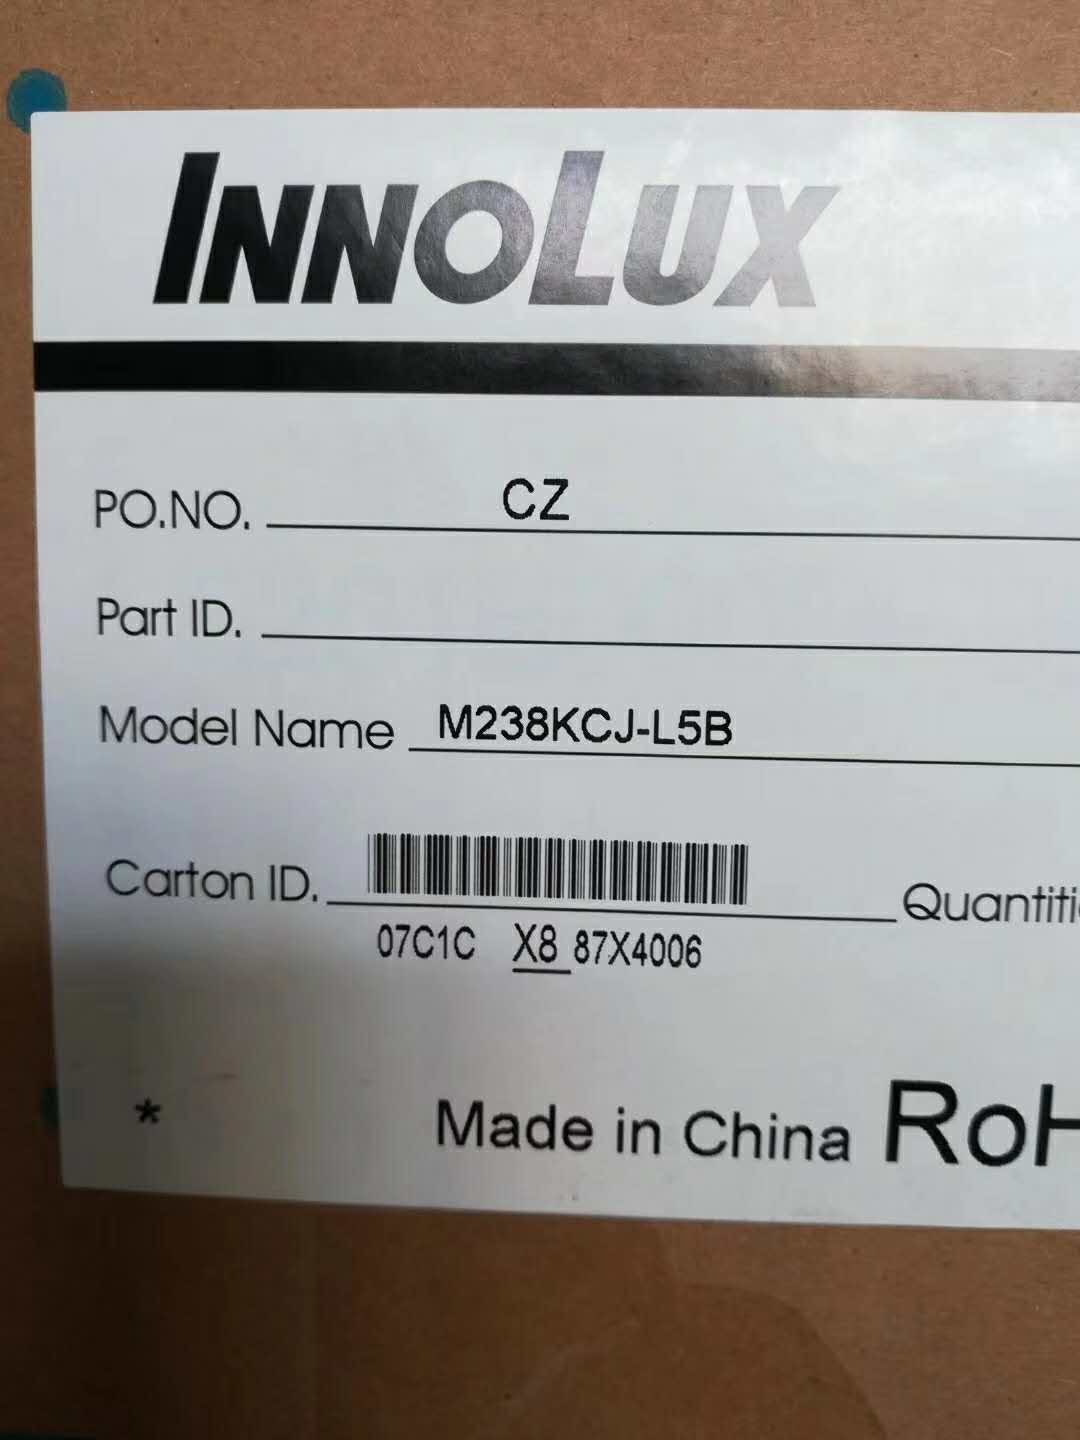 INNOLUX
PO.NO. CZ
Part ID.
Model Name M238KCJ-L5B
Carton ID. Quantiti
07C1C X8 87X4006
* Made in China RoH